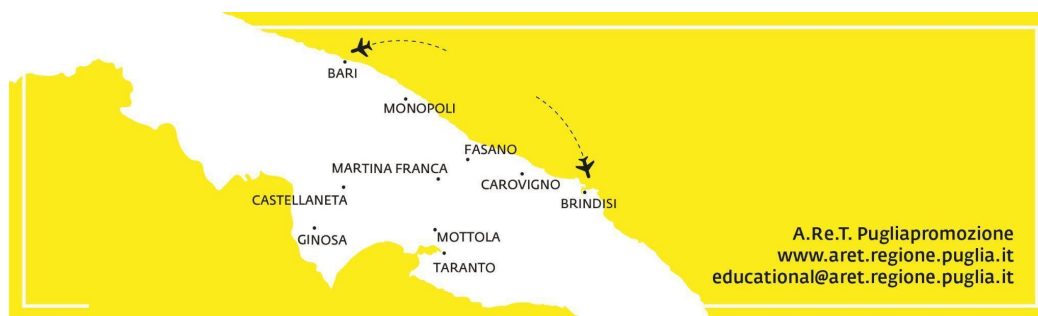 BARI
MONOPOLI
FASANO
MARTINA FRANCA
CAROVIGNO
CASTELLANETA
BRINDISI
GINOSA
MOTTOLA
TARANTO
A.Re.T. Pugliapromozione
www.aret.regione.puglia.it
educational@aret.regione.puglia.it